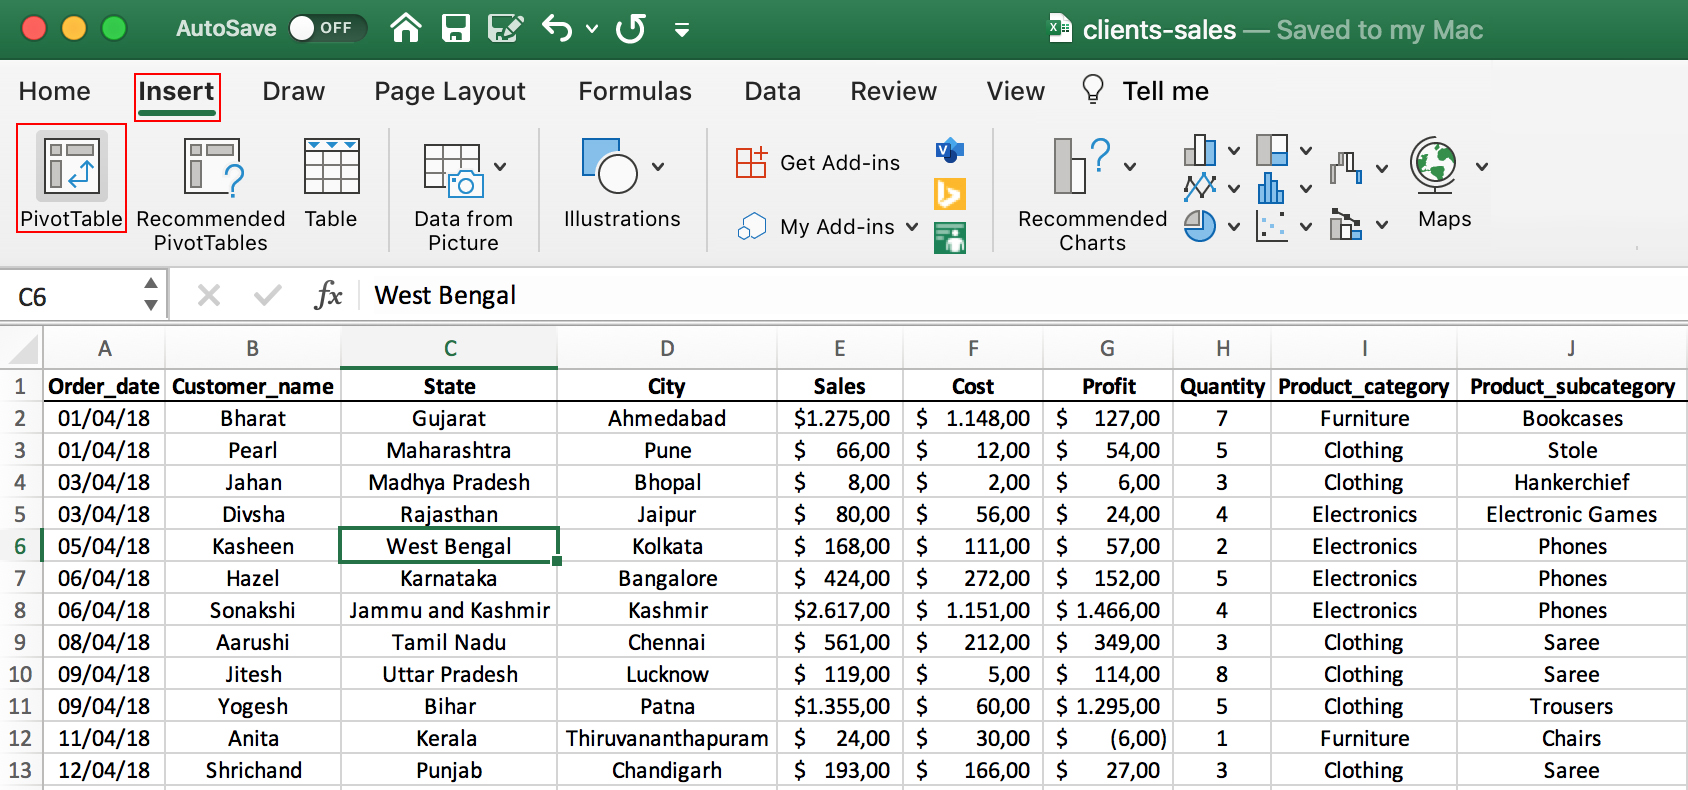 AutoSave OFF clients-sales — Saved to my Mac
Home Insert Draw Page Layout Formulas Data Review View Tell me
PivotTable Recommended PivotTables Table Data from Picture Illustrations Get Add-ins My Add-ins Recommended Charts Maps
C6 fx West Bengal
A B C D E F G H I J
1 Order_date Customer_name State City Sales Cost Profit Quantity Product_category Product_subcategory
2 01/04/18 Bharat Gujarat Ahmedabad $1.275,00 $ 1.148,00 $ 127,00 7 Furniture Bookcases
3 01/04/18 Pearl Maharashtra Pune $ 66,00 $ 12,00 $ 54,00 5 Clothing Stole
4 03/04/18 Jahan Madhya Pradesh Bhopal $ 8,00 $ 2,00 $ 6,00 3 Clothing Hankerchief
5 03/04/18 Divsha Rajasthan Jaipur $ 80,00 $ 56,00 $ 24,00 4 Electronics Electronic Games
6 05/04/18 Kasheen West Bengal Kolkata $ 168,00 $ 111,00 $ 57,00 2 Electronics Phones
7 06/04/18 Hazel Karnataka Bangalore $ 424,00 $ 272,00 $ 152,00 5 Electronics Phones
8 06/04/18 Sonakshi Jammu and Kashmir Kashmir $2.617,00 $ 1.151,00 $ 1.466,00 4 Electronics Phones
9 08/04/18 Aarushi Tamil Nadu Chennai $ 561,00 $ 212,00 $ 349,00 3 Clothing Saree
10 09/04/18 Jitesh Uttar Pradesh Lucknow $ 119,00 $ 5,00 $ 114,00 8 Clothing Saree
11 09/04/18 Yogesh Bihar Patna $1.355,00 $ 60,00 $ 1.295,00 5 Clothing Trousers
12 11/04/18 Anita Kerala Thiruvananthapuram $ 24,00 $ 30,00 $ (6,00) 1 Furniture Chairs
13 12/04/18 Shrichand Punjab Chandigarh $ 193,00 $ 166,00 $ 27,00 3 Clothing Saree